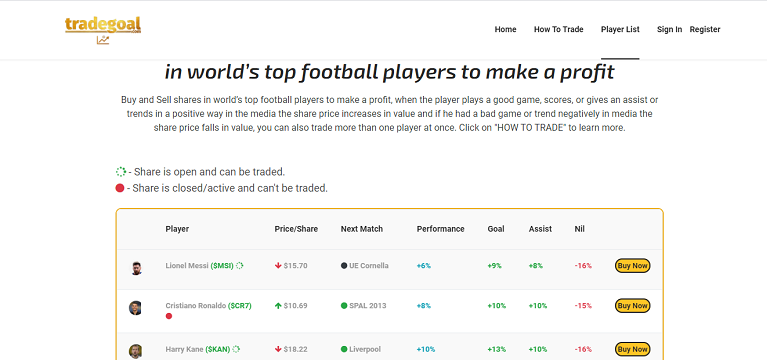 tradegoal
.com
Home How To Trade Player List Sign In Register
in world's top football players to make a profit
Buy and Sell shares in world's top football players to make a profit, when the player plays a good game, scores, or gives an assist or
trends in a positive way in the media the share price increases in value and if he had a bad game or trend negatively in media the
share price falls in value, you can also trade more than one player at once. Click on "HOW TO TRADE" to learn more.
- Share is open and can be traded.
- Share is closed/active and can't be traded.
Player Price/Share Next Match Performance Goal Assist Nil
Lionel Messi ($MSI) $15.70 UE Cornella +6% +9% +8% -16% Buy Now
Cristiano Ronaldo ($CR7) $10.69 SPAL 2013 +8% +10% +10% -15% Buy Now
Harry Kane ($KAN) $18.22 Liverpool +10% +13% +10% -16% Buy Now